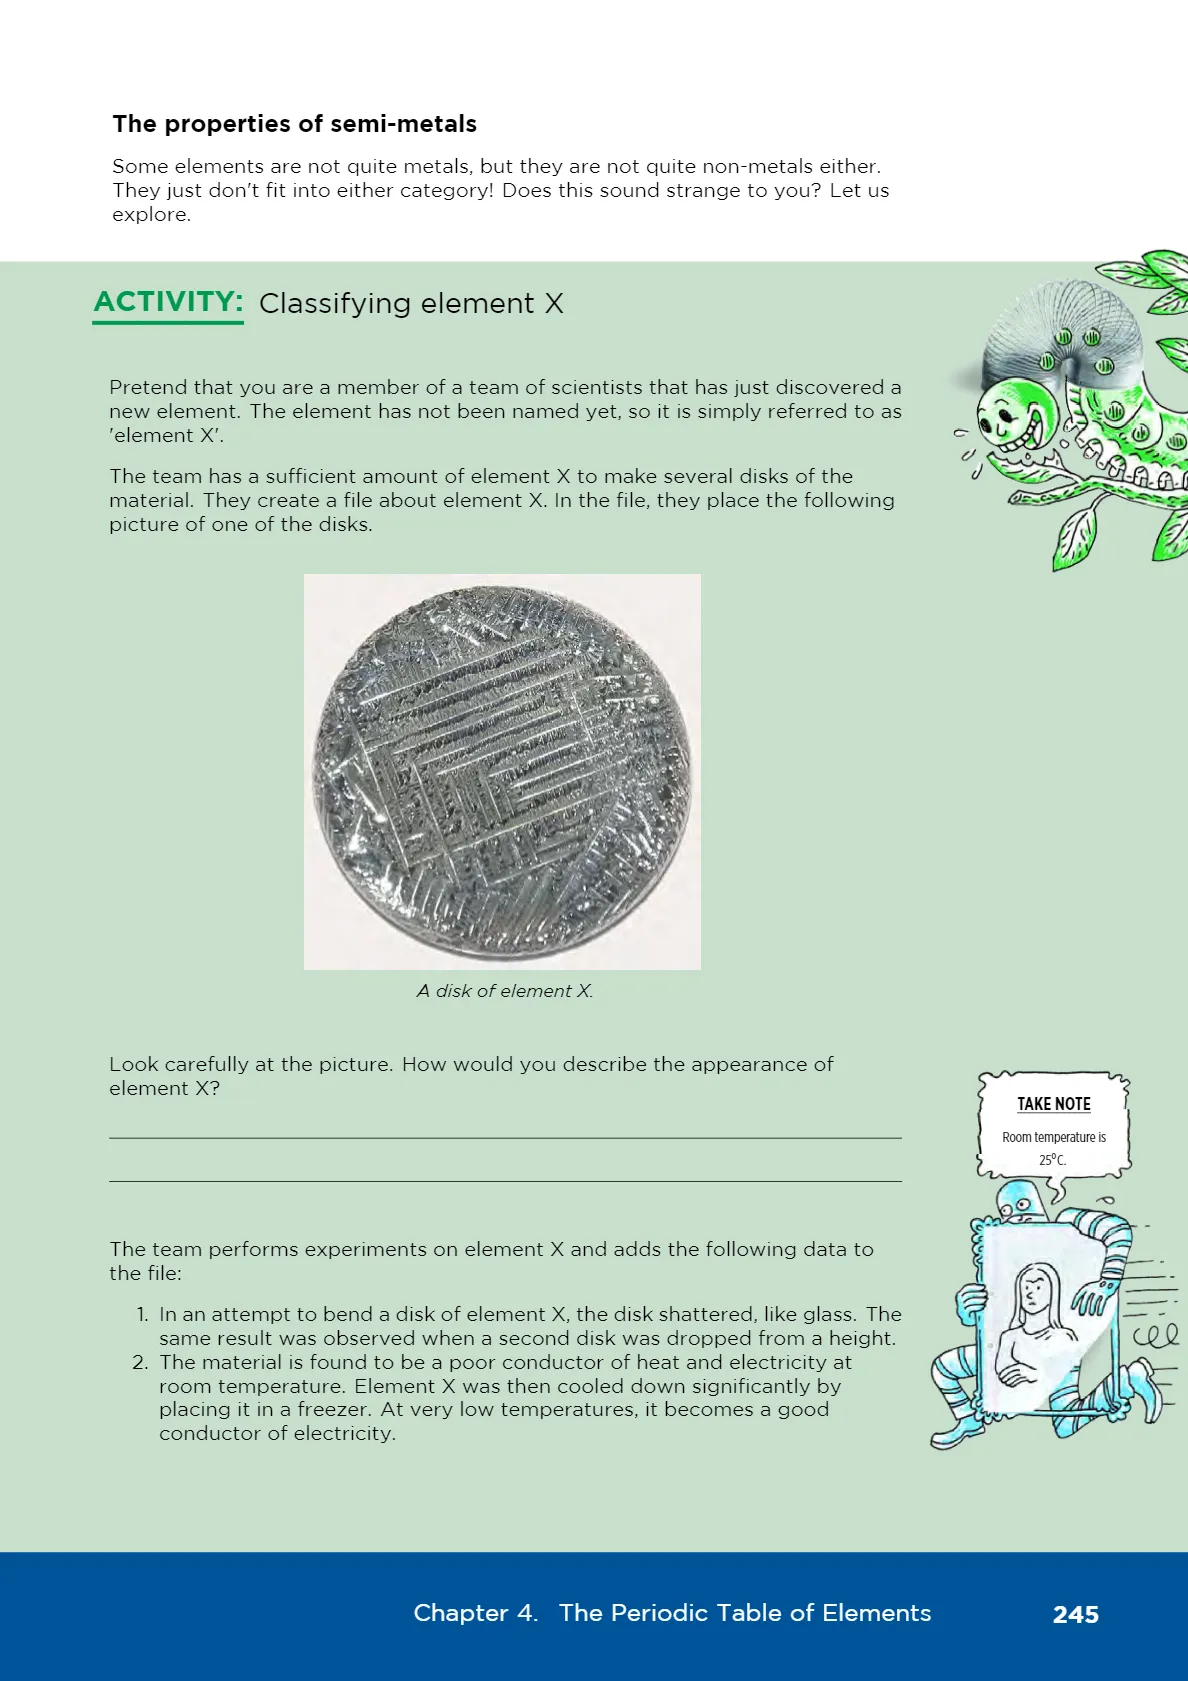 The properties of semi-metals
Some elements are not quite metals, but they are not quite non-metals either.
They just don't fit into either category! Does this sound strange to you? Let us
explore.
ACTIVITY: Classifying element X
Pretend that you are a member of a team of scientists that has just discovered a
new element. The element has not been named yet, so it is simply referred to as
'element X'.
The team has a sufficient amount of element X to make several disks of the
material. They create a file about element X. In the file, they place the following
picture of one of the disks.
A disk of element X.
Look carefully at the picture. How would you describe the appearance of
element X?
TAKE NOTE
Room temperature is
25⁰C.
The team performs experiments on element X and adds the following data to
the file:
1. In an attempt to bend a disk of element X, the disk shattered, like glass. The
same result was observed when a second disk was dropped from a height.
2. The material is found to be a poor conductor of heat and electricity at
room temperature. Element X was then cooled down significantly by
placing it in a freezer. At very low temperatures, it becomes a good
conductor of electricity.
Chapter 4. The Periodic Table of Elements 245